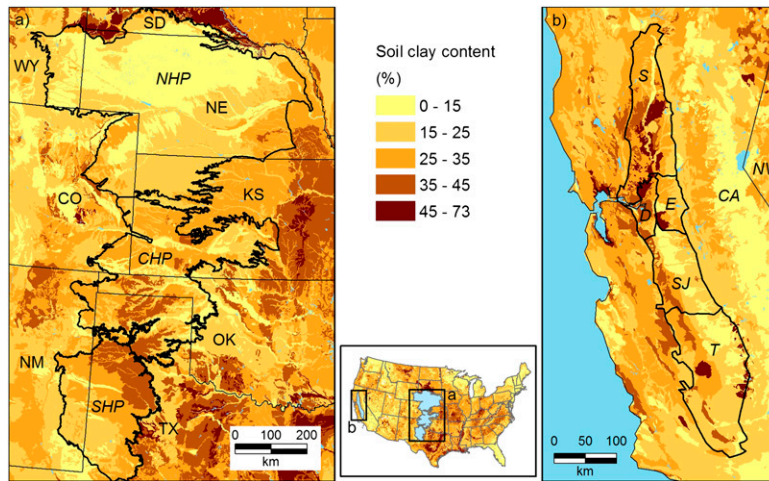 a)
SD
WY
NHP
NE
CO
KS
CHP
NM
OK
SHP
TX
0 100 200
km
Soil clay content
(%)
0 - 15
15 - 25
25 - 35
35 - 45
45 - 73
a
b
b)
S
NV
CA
E
D
SJ
T
0 50 100
km